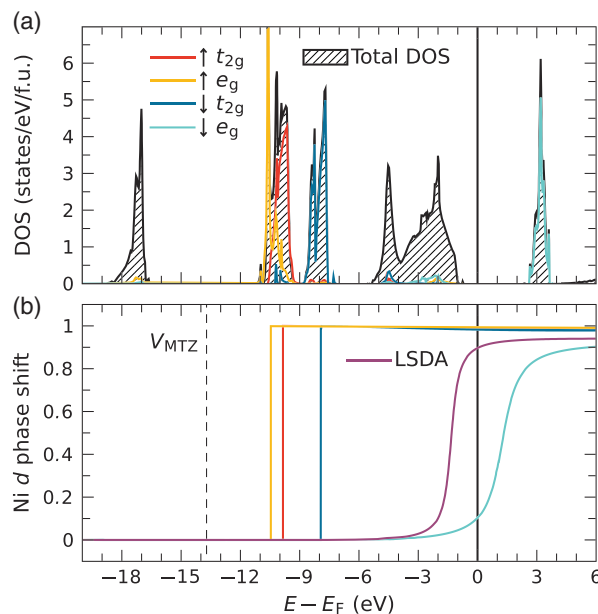 (a)
↑ t2g
↑ eg
↓ t2g
↓ eg
Total DOS
DOS (states/eV/f.u.)
6
5
4
3
2
1
0
(b)
VMTZ
LSDA
Ni d phase shift
1
0.8
0.6
0.4
0.2
0
−18 −15 −12 −9 −6 −3 0 3 6
E − EF (eV)